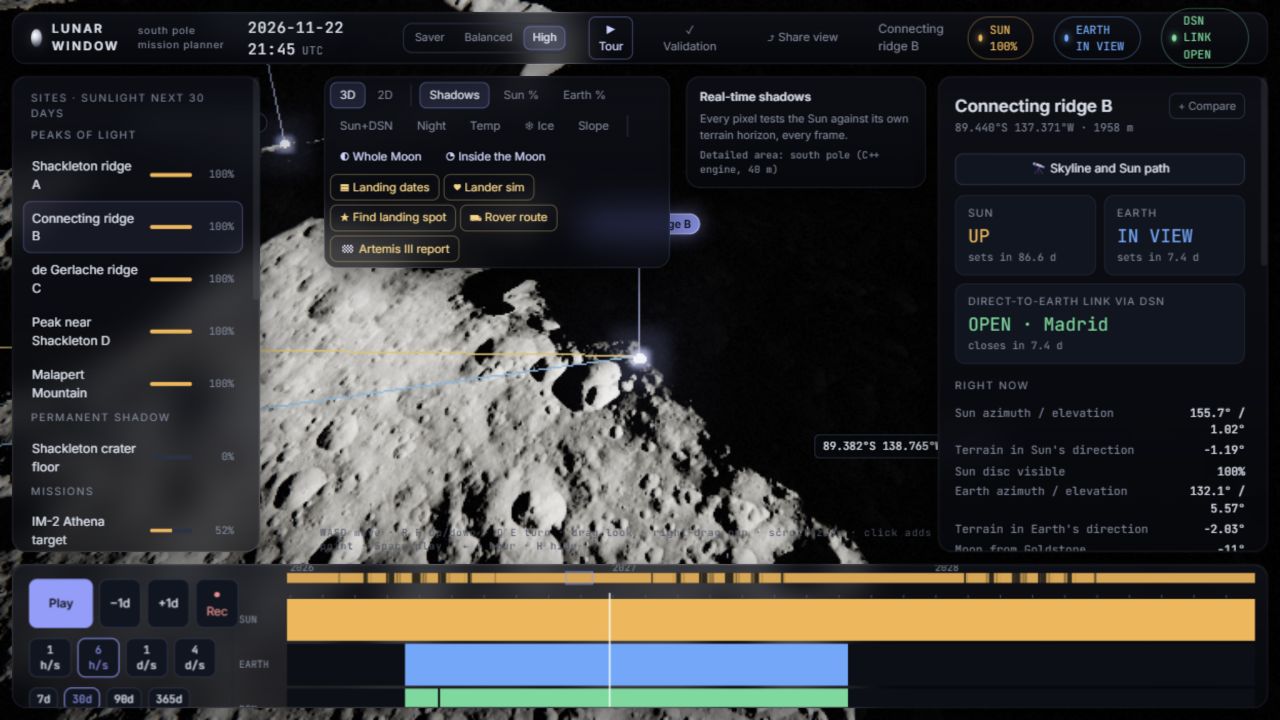 LUNAR
WINDOW
south pole
mission planner
2026-11-22
21:45 UTC
Saver
Balanced
High
▶
Tour
✓
Validation
⤴ Share view
Connecting
ridge B
SUN
100%
EARTH
IN VIEW
DSN
LINK
OPEN
SITES · SUNLIGHT NEXT 30
DAYS
PEAKS OF LIGHT
Shackleton ridge
A
100%
Connecting ridge
B
100%
de Gerlache ridge
C
100%
Peak near
Shackleton D
100%
Malapert
Mountain
100%
PERMANENT SHADOW
Shackleton crater
floor
0%
MISSIONS
IM-2 Athena
target
52%
3D
2D
Shadows
Sun %
Earth %
Sun+DSN
Night
Temp
❄ Ice
Slope
◐ Whole Moon
◔ Inside the Moon
Landing dates
♥ Lander sim
★ Find landing spot
Rover route
Artemis III report
Real-time shadows
Every pixel tests the Sun against its own
terrain horizon, every frame.
Detailed area: south pole (C++
engine, 40 m)
ge B
89.382°S 138.765°W
Connecting ridge B
+ Compare
89.440°S 137.371°W · 1958 m
🔭 Skyline and Sun path
SUN
UP
sets in 86.6 d
EARTH
IN VIEW
sets in 7.4 d
DIRECT-TO-EARTH LINK VIA DSN
OPEN · Madrid
closes in 7.4 d
RIGHT NOW
Sun azimuth / elevation
155.7° /
1.02°
Terrain in Sun's direction
-1.19°
Sun disc visible
100%
Earth azimuth / elevation
132.1° /
5.57°
Terrain in Earth's direction
-2.03°
Moon from Goldstone
-11°
click adds
Play
−1d
+1d
Rec
1
h/s
6
h/s
1
d/s
4
d/s
7d
30d
90d
365d
2026
2027
2028
SUN
EARTH